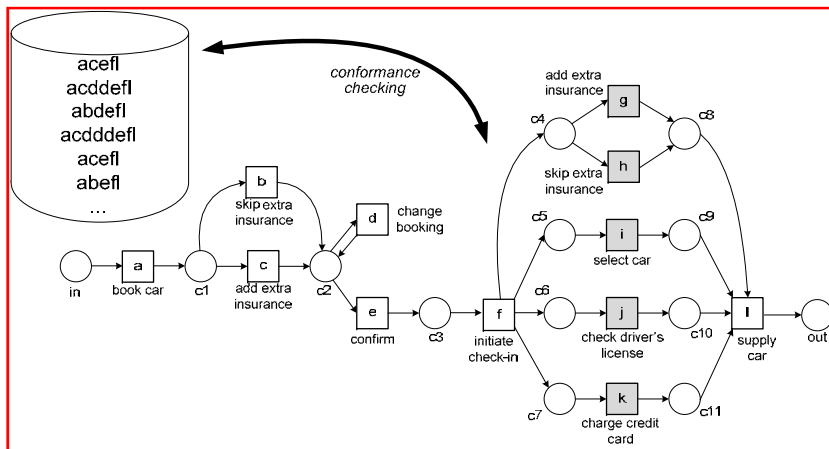 acefl
acddefl
abdefl
acdddefl
acefl
abefl
...
conformance
checking
in
a
book car
c1
b
skip extra
insurance
c
add extra
insurance
c2
d
change
booking
e
confirm
c3
f
initiate
check-in
c4
add extra
insurance
g
h
skip extra
insurance
c8
c5
i
select car
c9
c6
j
check driver's
license
c10
c7
k
charge credit
card
c11
l
supply
car
out